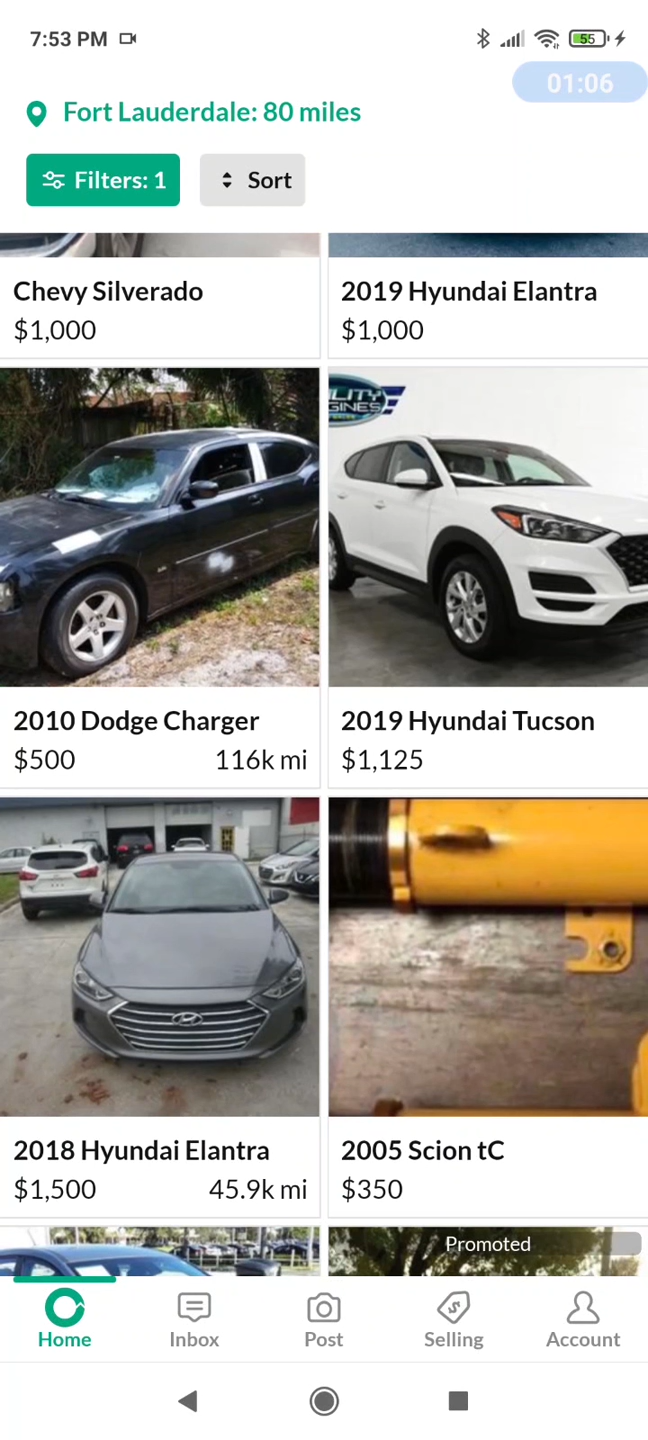 7:53 PM
55
01:06
Fort Lauderdale: 80 miles
Filters: 1
Sort
Chevy Silverado
$1,000
2019 Hyundai Elantra
$1,000
2010 Dodge Charger
$500
116k mi
2019 Hyundai Tucson
$1,125
2018 Hyundai Elantra
$1,500
45.9k mi
2005 Scion tC
$350
Promoted
Home
Inbox
Post
Selling
Account